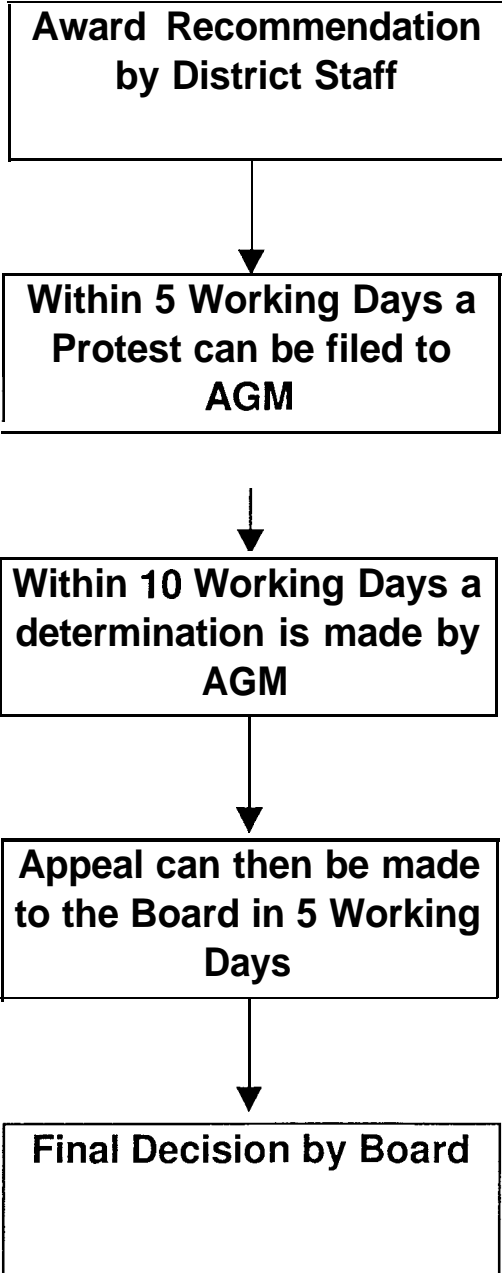 Award Recommendation
by District Staff
Within 5 Working Days a
Protest can be filed to
AGM
Within 10 Working Days a
determination is made by
AGM
Appeal can then be made
to the Board in 5 Working
Days
Final Decision by Board